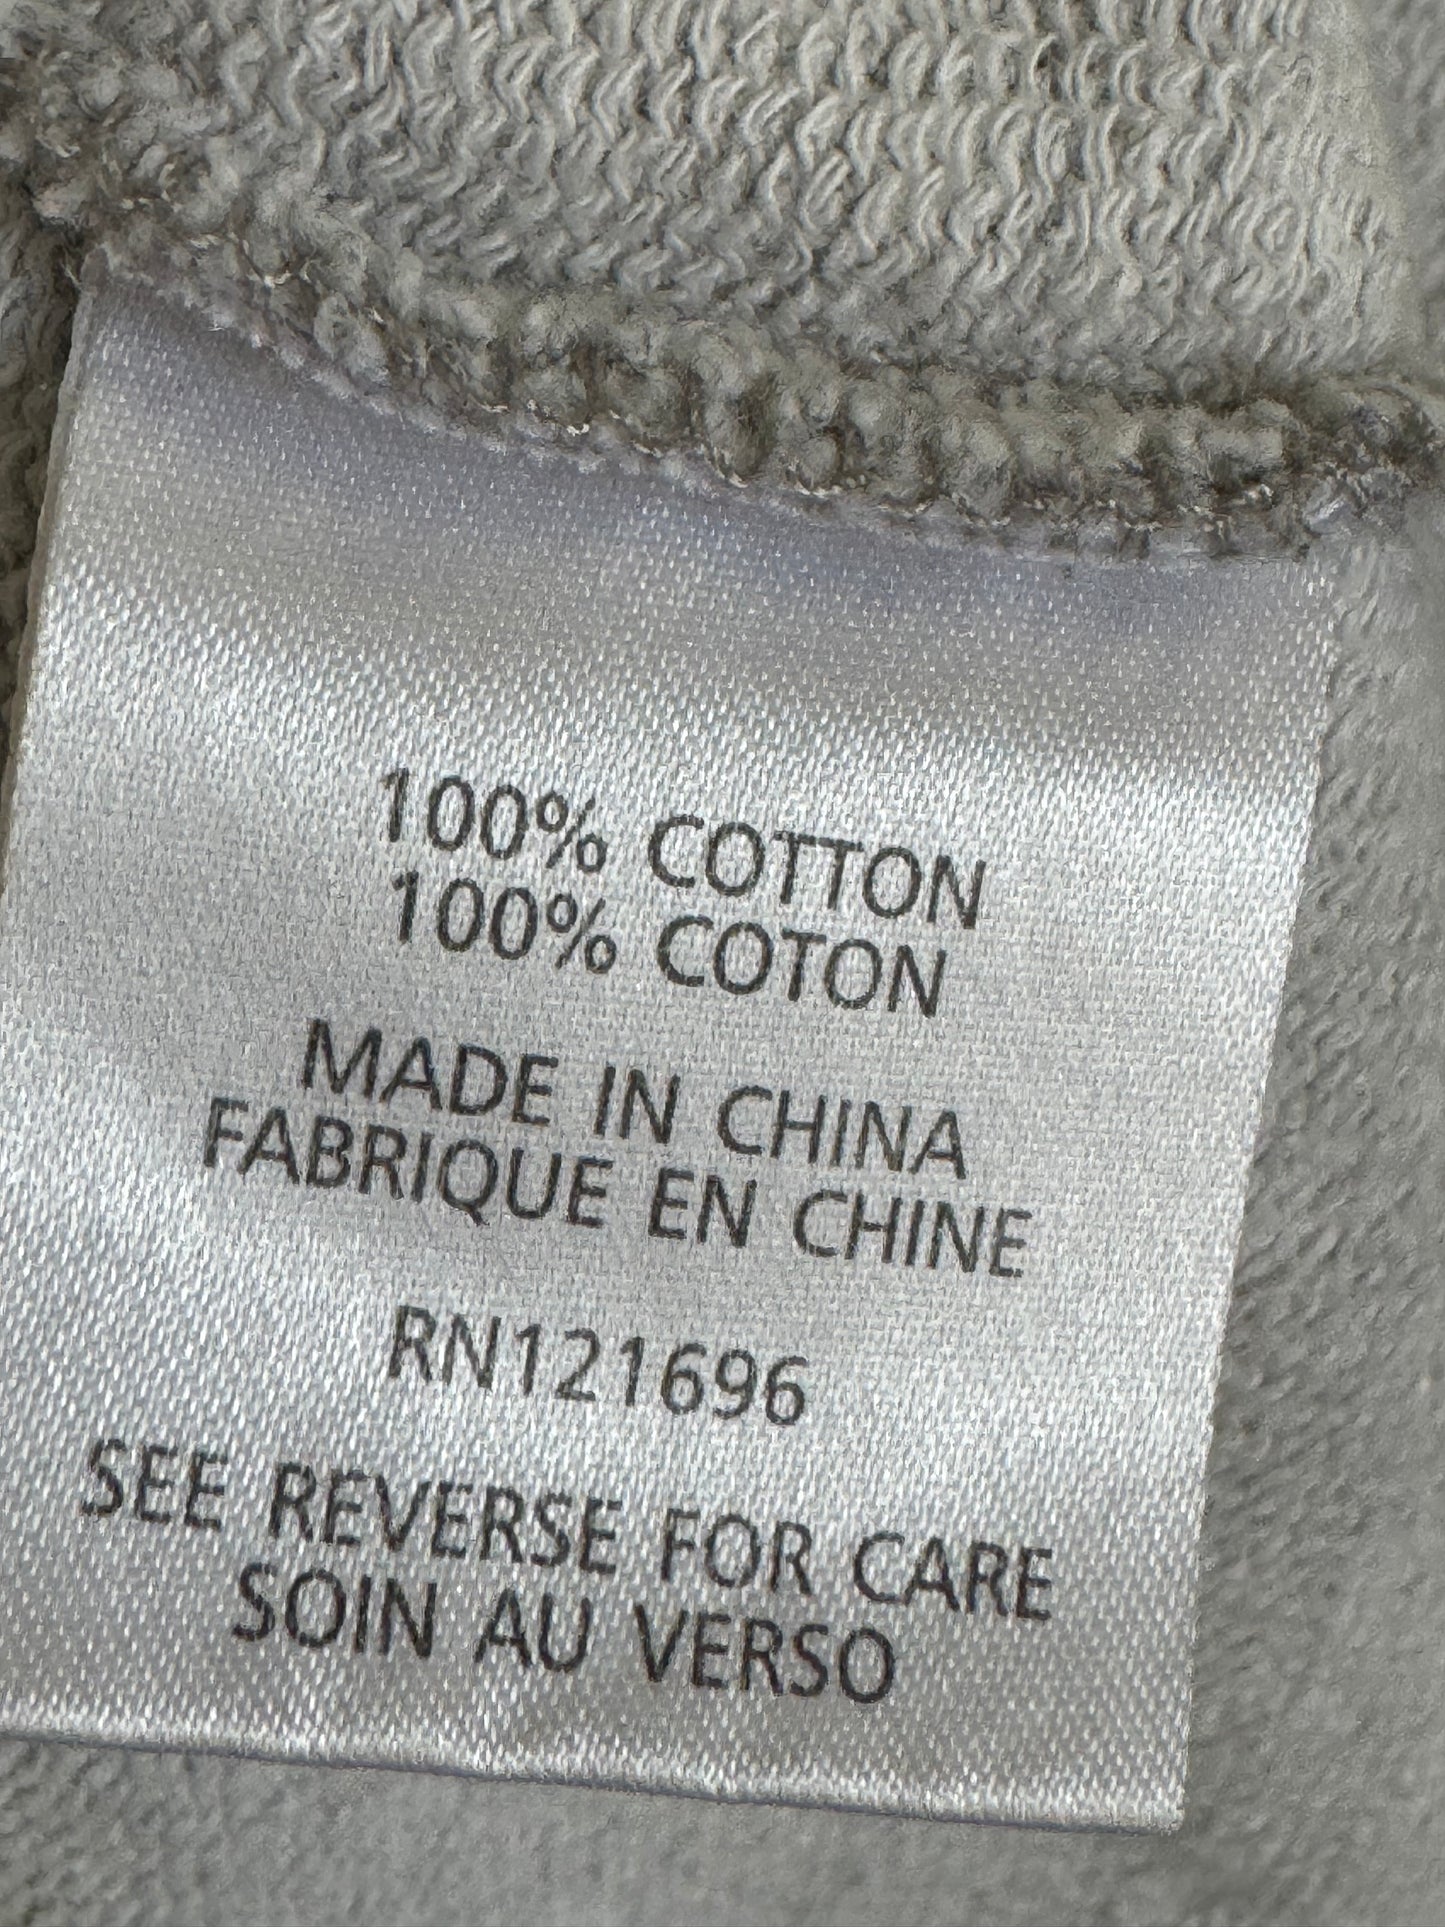 100% COTTON
100% COTON
MADE IN CHINA
FABRIQUE EN CHINE
RN121696
SEE REVERSE FOR CARE
SOIN AU VERSO